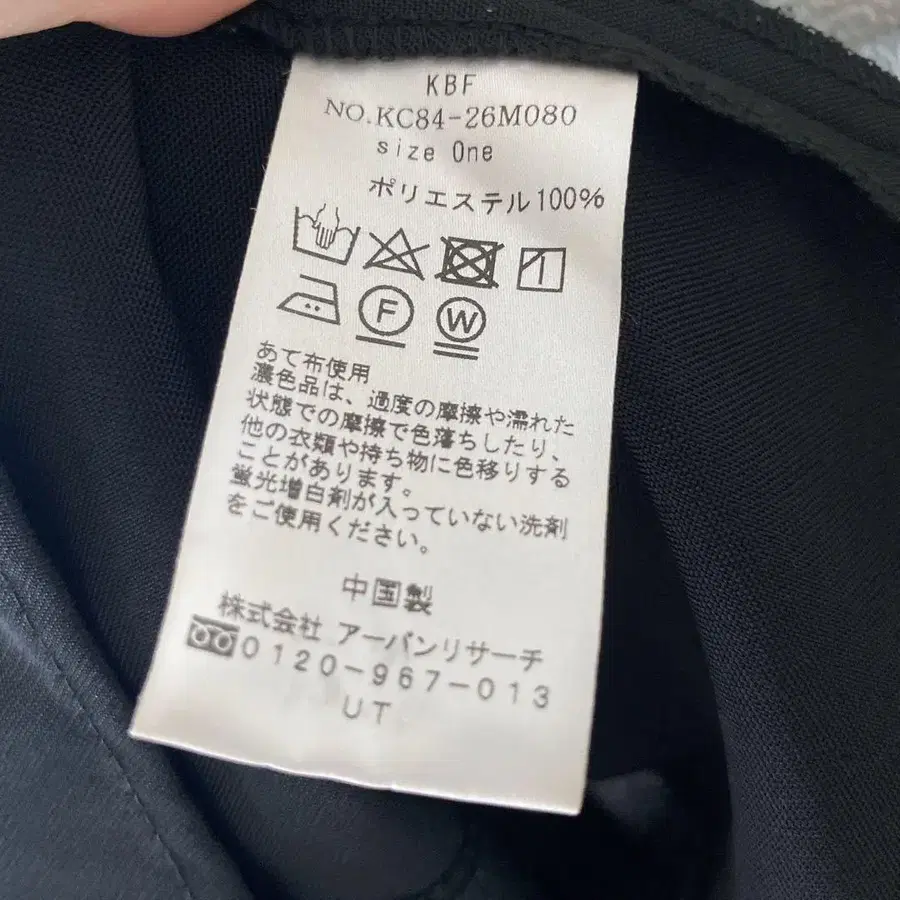 KBF
NO.KC84-26M080
size One
ポリエステル100%
F W
あて布使用
濃色品は、過度の摩擦や濡れた
状態での摩擦で色落ちしたり、
他の衣類や持ち物に色移りする
ことがあります。
蛍光増白剤が入っていない洗剤
をご使用ください。
中国製
株式会社 アーバンリサーチ
0120-967-013
UT